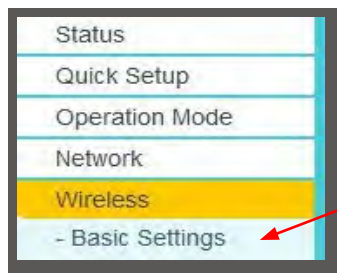 Status
Quick Setup
Operation Mode
Network
Wireless
- Basic Settings